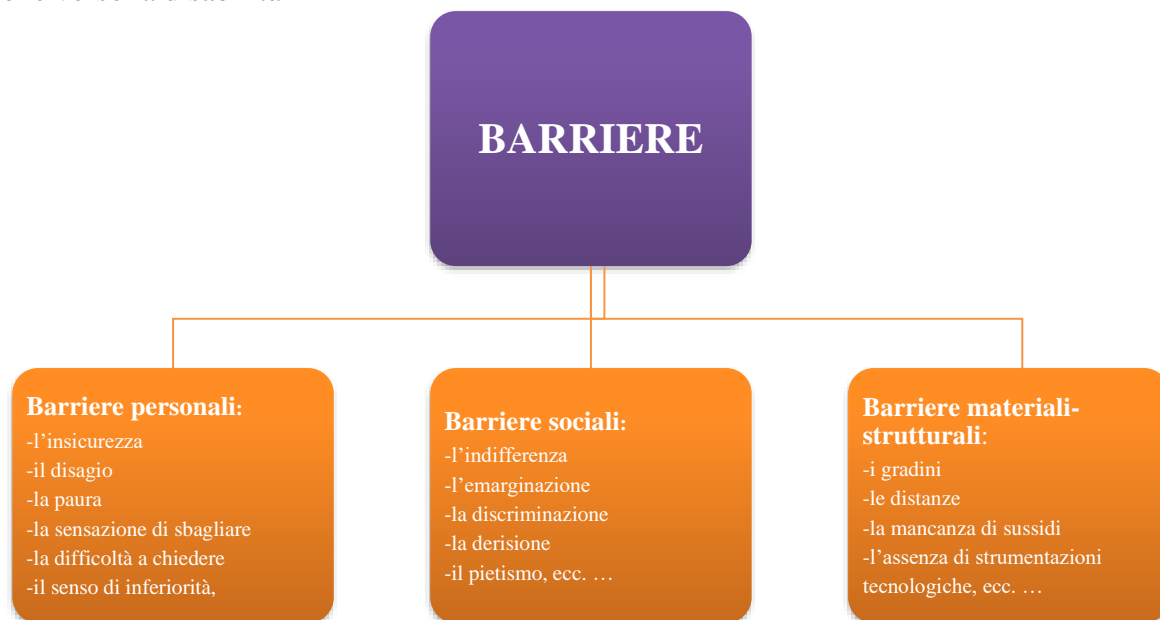 BARRIERE
Barriere personali:
-l’insicurezza
-il disagio
-la paura
-la sensazione di sbagliare
-la difficoltà a chiedere
-il senso di inferiorità,
Barriere sociali:
-l’indifferenza
-l’emarginazione
-la discriminazione
-la derisione
-il pietismo, ecc. …
Barriere materiali-
strutturali:
-i gradini
-le distanze
-la mancanza di sussidi
-l’assenza di strumentazioni
tecnologiche, ecc. …